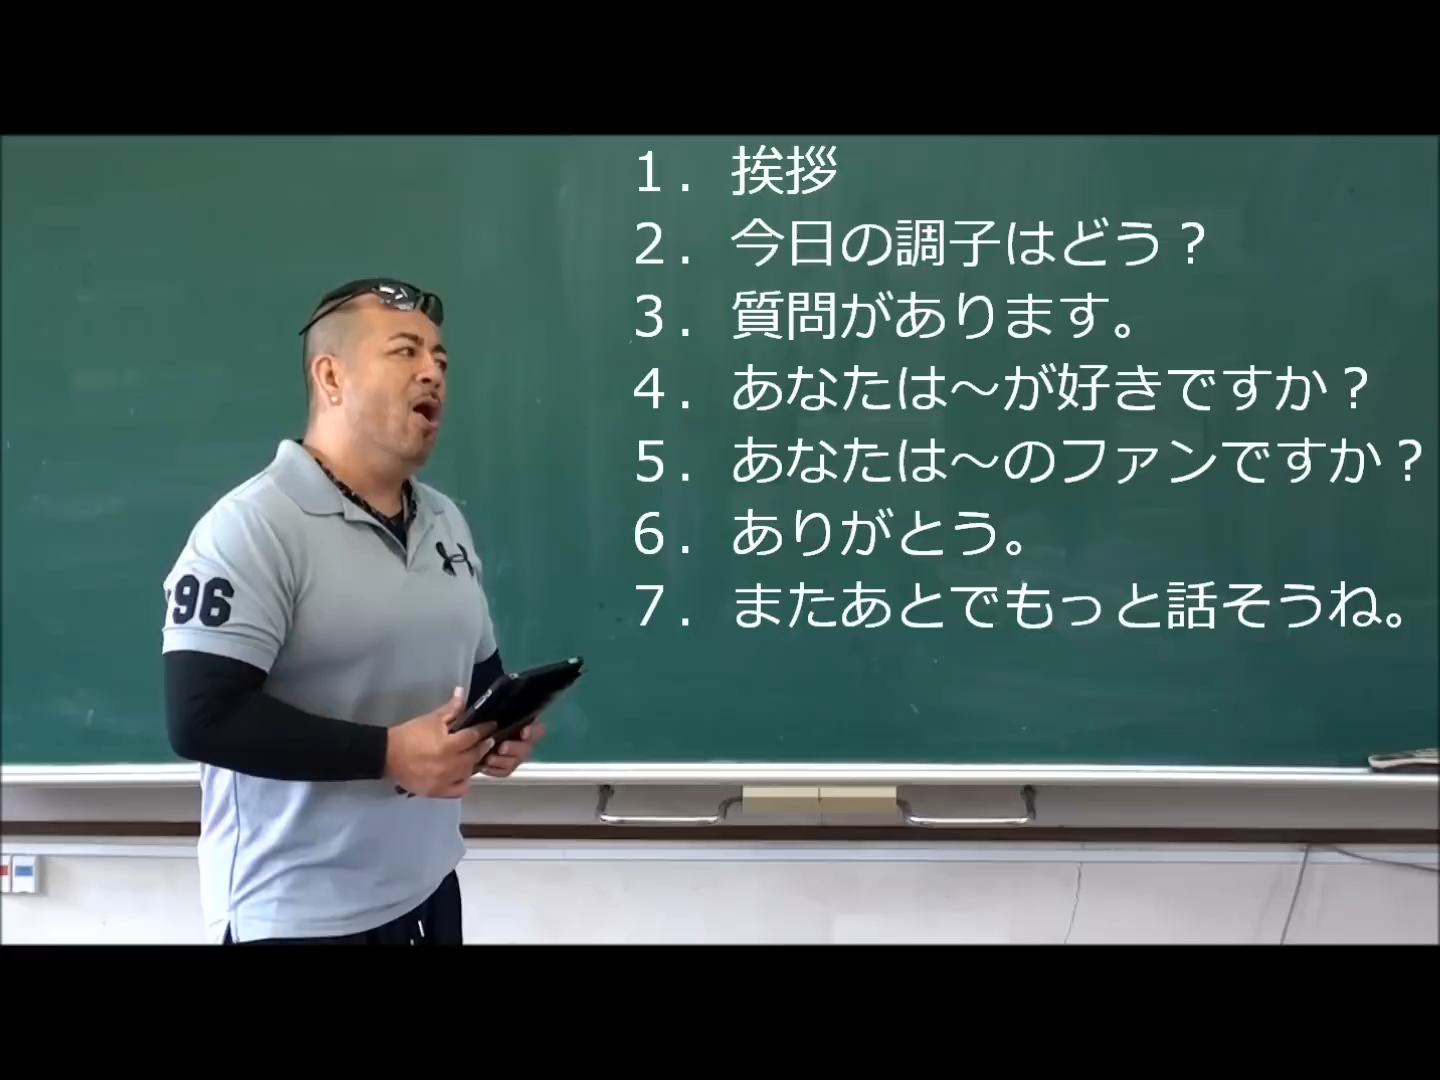 1．挨拶
2．今日の調子はどう？
3．質問があります。
4．あなたは～が好きですか？
5．あなたは～のファンですか？
6．ありがとう。
7．またあとでもっと話そうね。
96